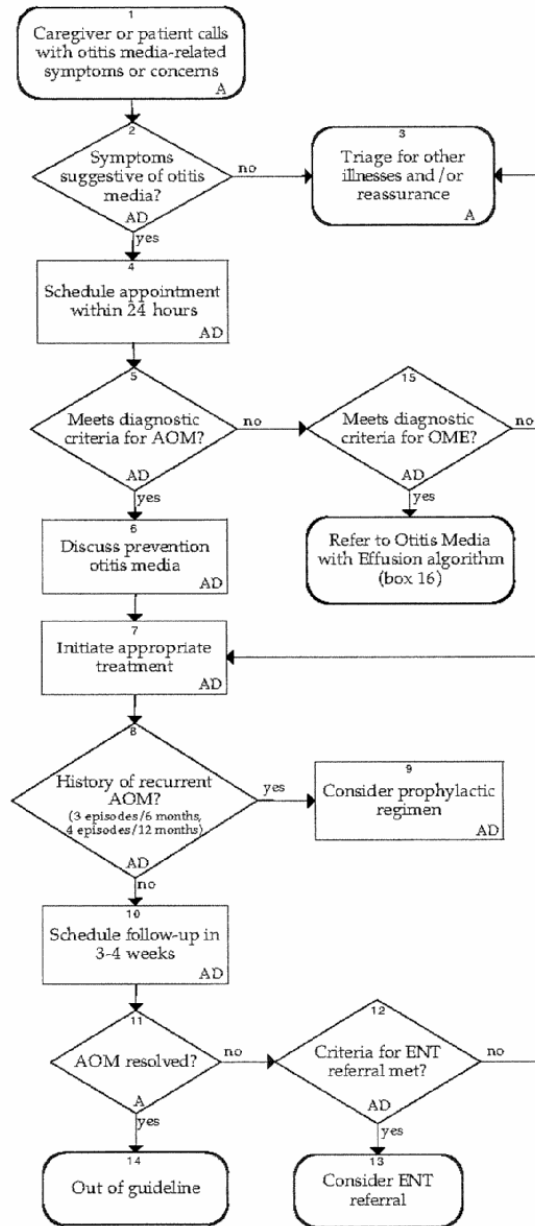 1
Caregiver or patient calls
with otitis media-related
symptoms or concerns
A
2
Symptoms
suggestive of otitis
media?
AD
no
yes
3
Triage for other
illnesses and/or
reassurance
A
4
Schedule appointment
within 24 hours
AD
5
Meets diagnostic
criteria for AOM?
AD
no
yes
15
Meets diagnostic
criteria for OME?
AD
no
yes
6
Discuss prevention
otitis media
AD
Refer to Otitis Media
with Effusion algorithm
(box 16)
7
Initiate appropriate
treatment
AD
8
History of recurrent
AOM?
(3 episodes/6 months,
4 episodes/12 months)
AD
yes
no
9
Consider prophylactic
regimen
AD
10
Schedule follow-up in
3-4 weeks
AD
11
AOM resolved?
A
no
yes
12
Criteria for ENT
referral met?
AD
no
yes
14
Out of guideline
13
Consider ENT
referral